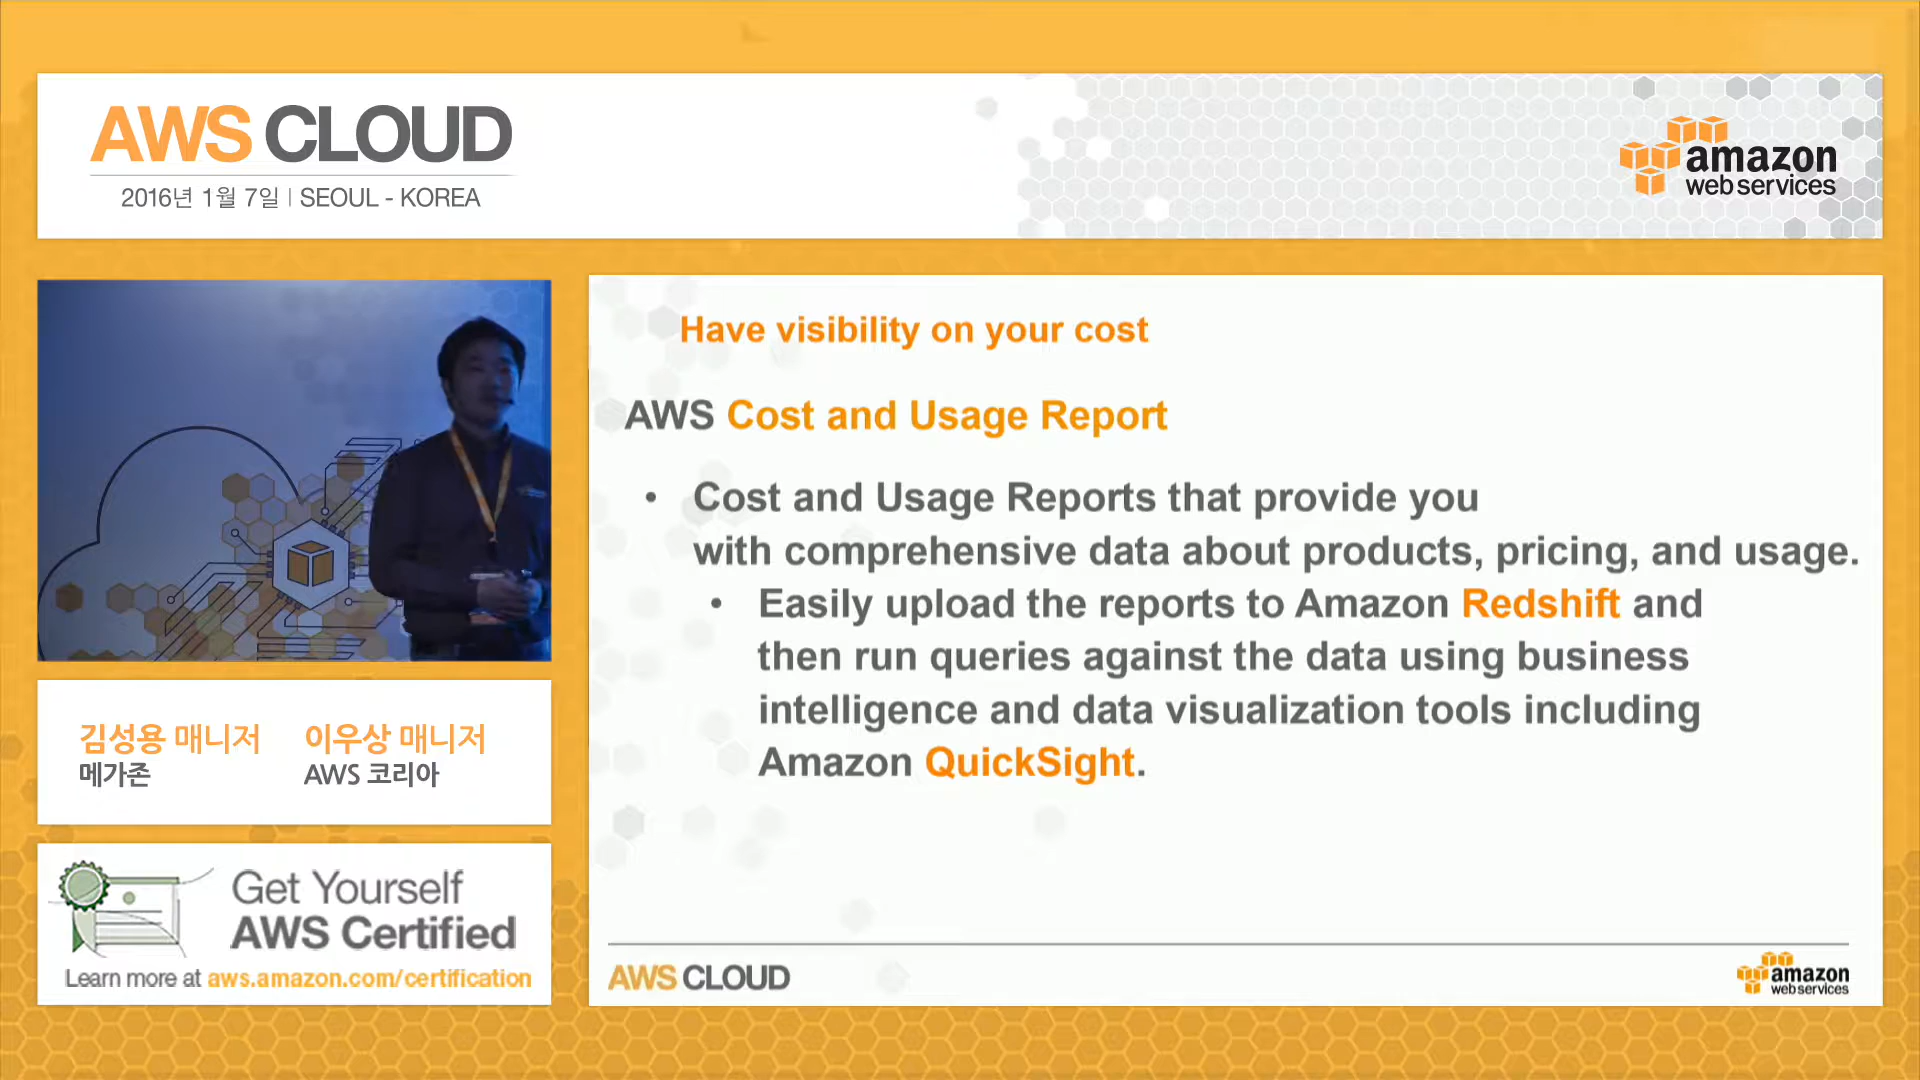 AWS CLOUD
2016년 1월 7일 | SEOUL - KOREA
amazon
web services
김성용 매니저
메가존
이우상 매니저
AWS 코리아
Get Yourself
AWS Certified
Learn more at aws.amazon.com/certification
Have visibility on your cost
AWS Cost and Usage Report
• Cost and Usage Reports that provide you
with comprehensive data about products, pricing, and usage.
• Easily upload the reports to Amazon Redshift and
then run queries against the data using business
intelligence and data visualization tools including
Amazon QuickSight.
AWS CLOUD
amazon
web services